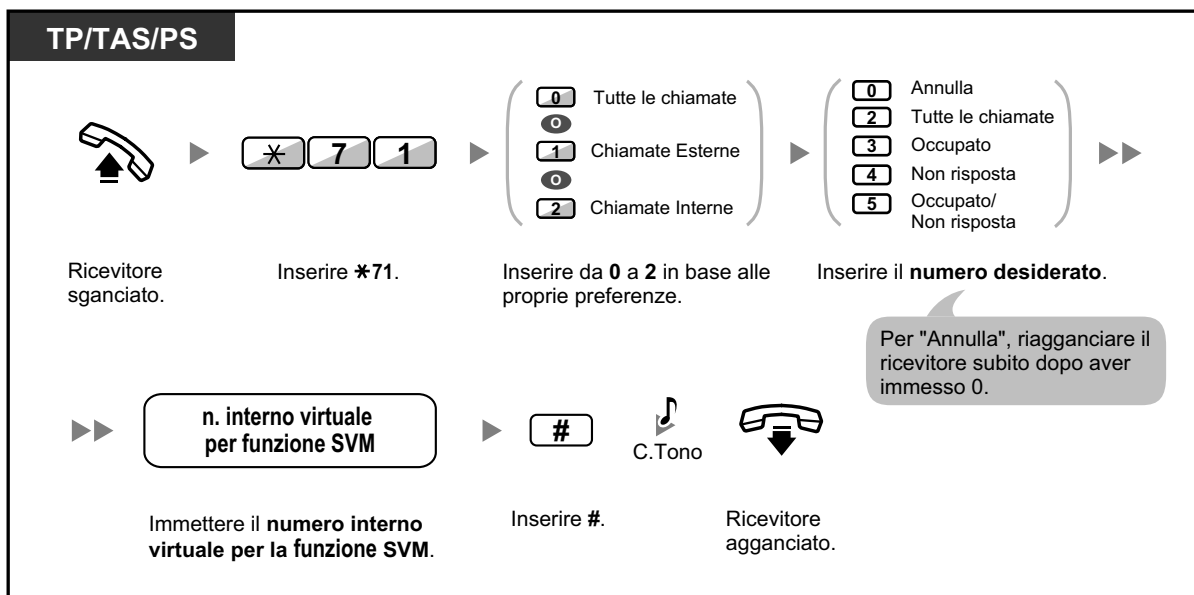 TP/TAS/PS
0 Tutte le chiamate
O
1 Chiamate Esterne
O
2 Chiamate Interne
0 Annulla
2 Tutte le chiamate
3 Occupato
4 Non risposta
5 Occupato/
Non risposta
* 7 1
Ricevitore
sganciato.
Inserire *71.
Inserire da 0 a 2 in base alle
proprie preferenze.
Inserire il numero desiderato.
Per "Annulla", riagganciare il
ricevitore subito dopo aver
immesso 0.
n. interno virtuale
per funzione SVM
#
C.Tono
Immettere il numero interno
virtuale per la funzione SVM.
Inserire #.
Ricevitore
agganciato.